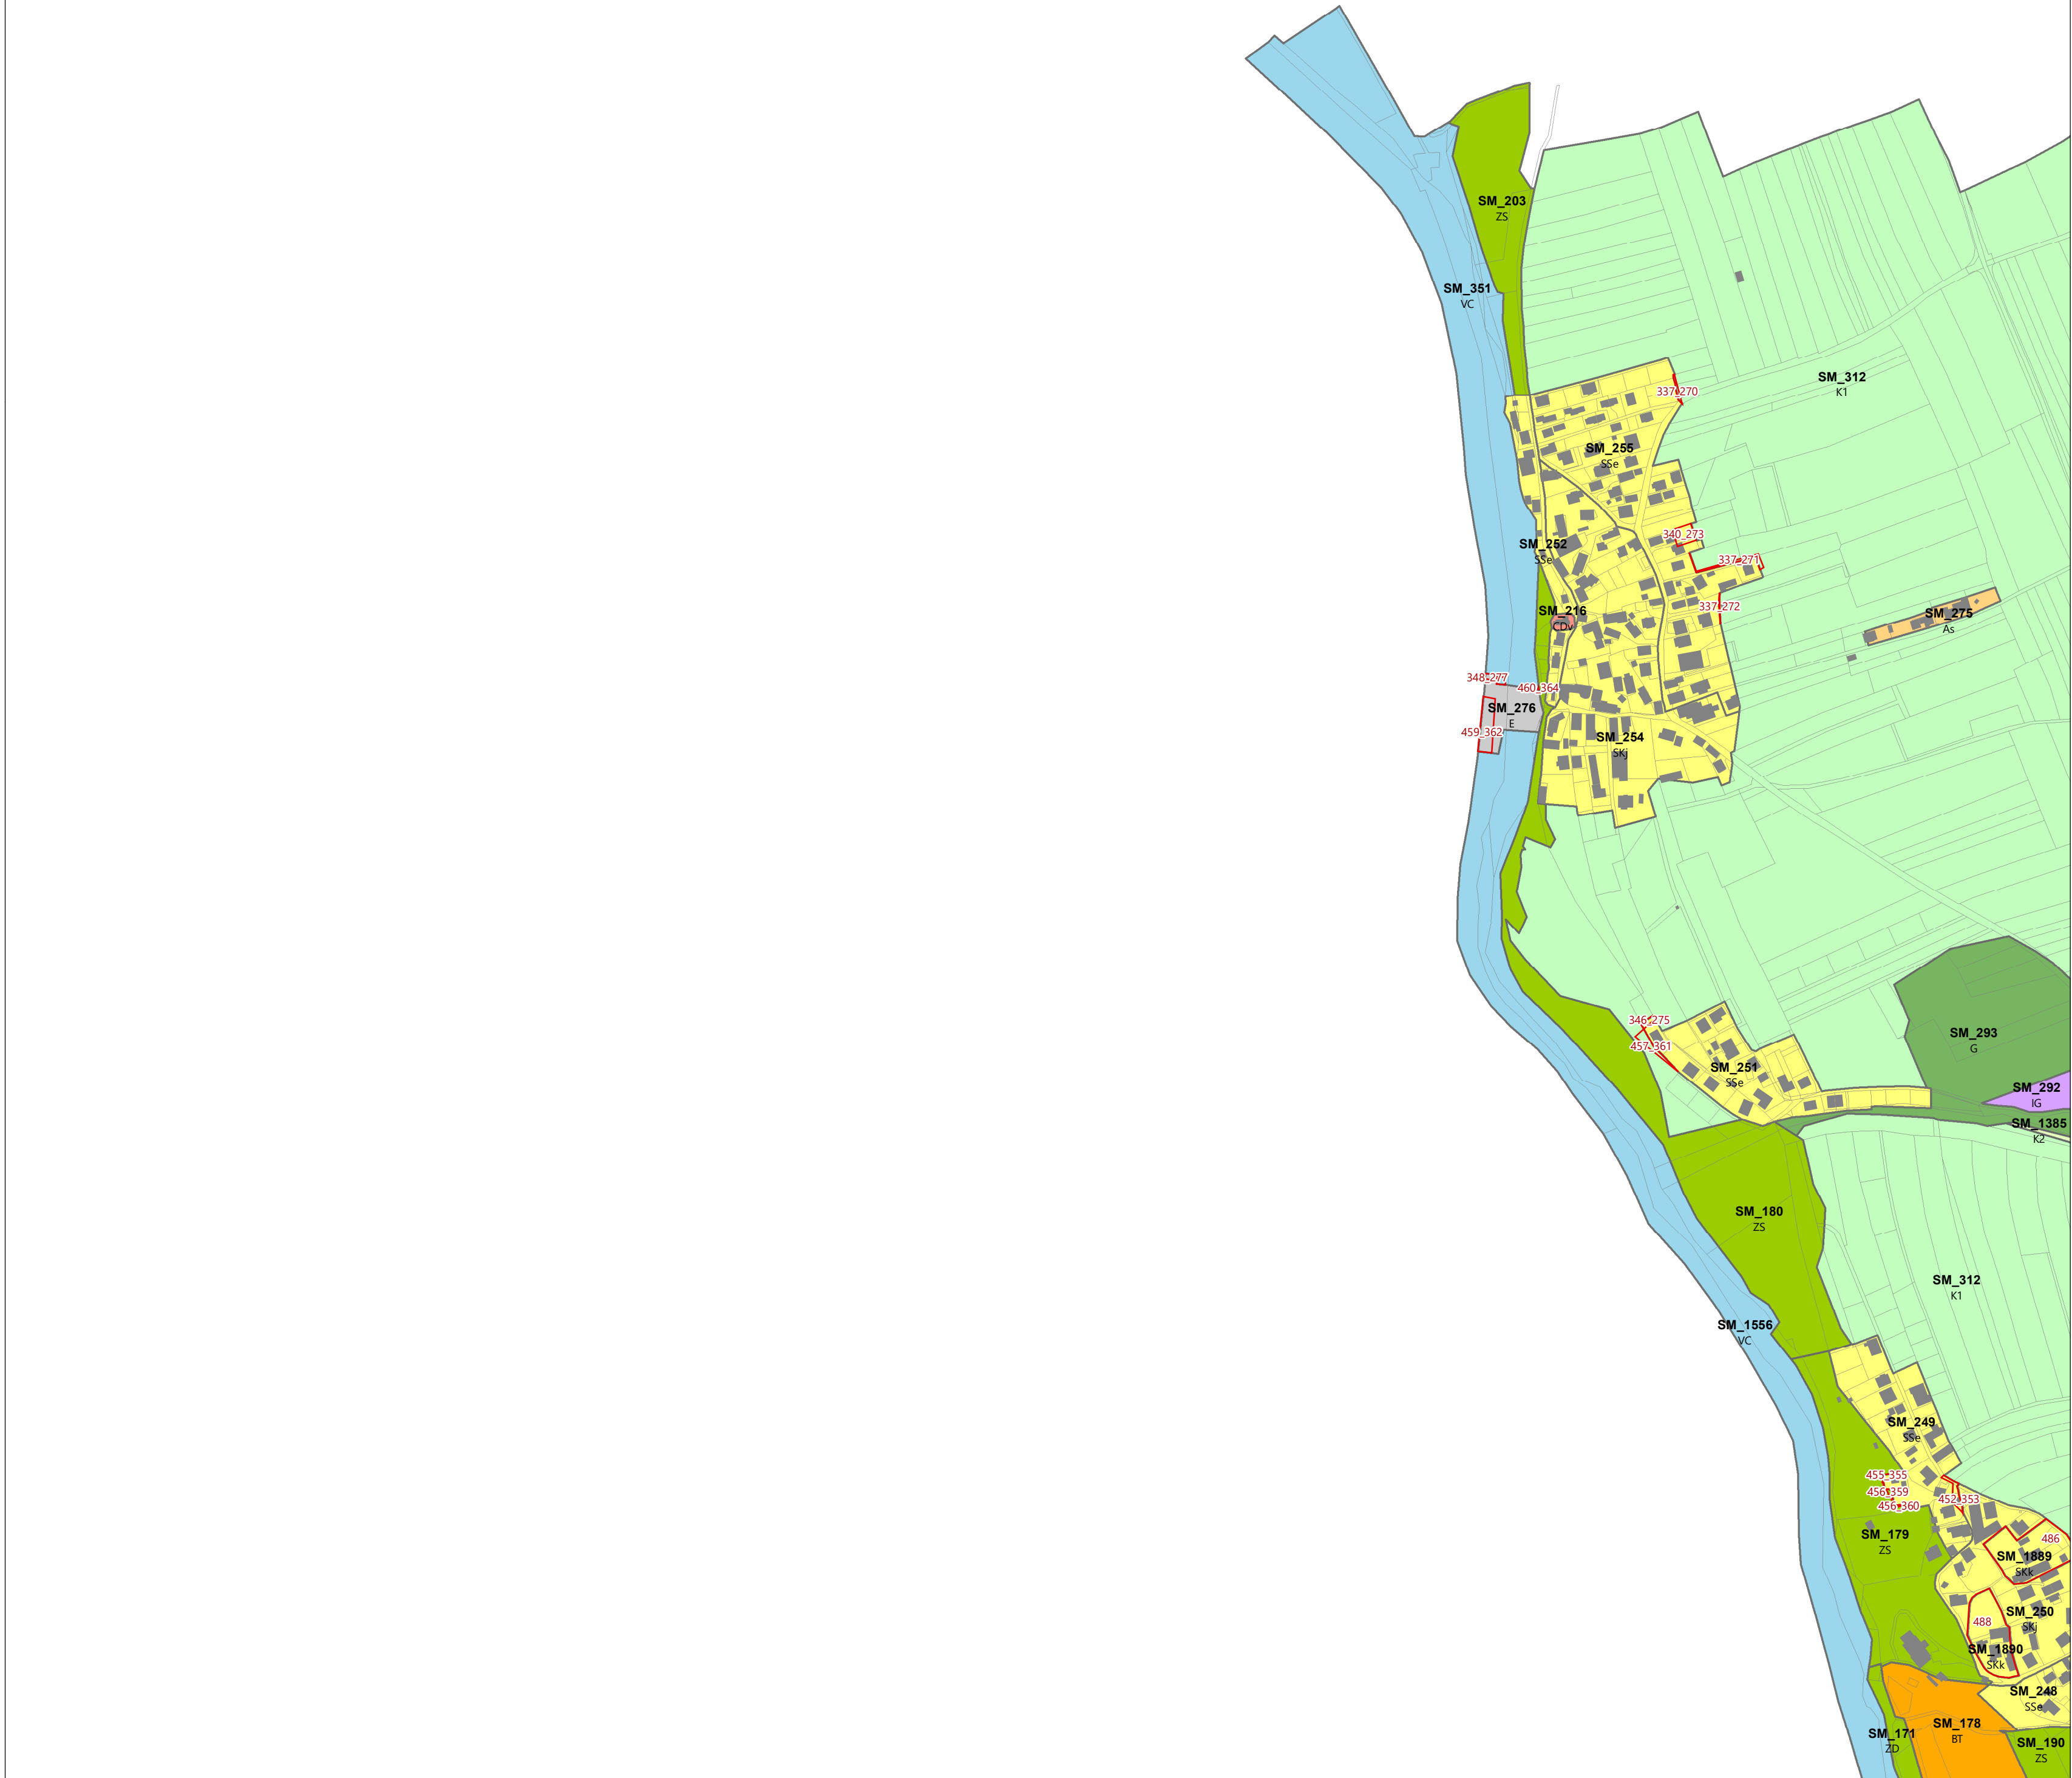 SM_203
ZS
SM_351
VC
SM_312
K1
337_270
SM_255
SSe
340_273
SM_252
SSe
337_271
337_272
SM_216
CDv
SM_275
As
348_277
460_364
SM_276
E
459_362
SM_254
SKj
346_275
457_361
SM_293
G
SM_251
SSe
SM_292
IG
SM_1385
K2
SM_180
ZS
SM_312
K1
SM_1556
VC
SM_249
SSe
455_355
456_359
452_353
456_360
SM_179
ZS
486
SM_1889
SKk
SM_250
SKj
488
SM_1890
SKk
SM_248
SSe
SM_178
BT
SM_171
ZD
SM_190
ZS